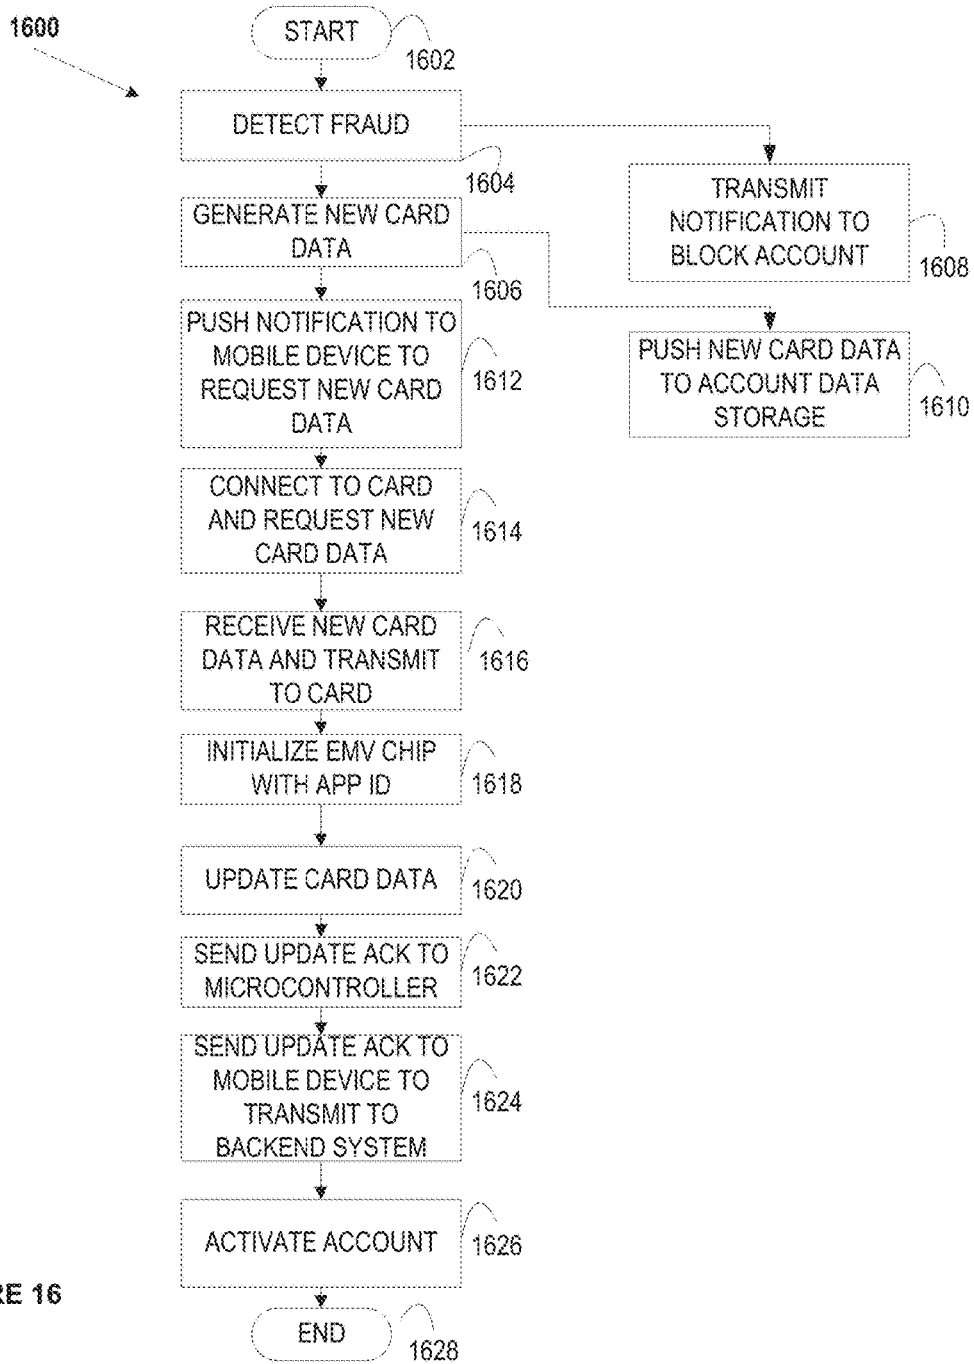 1600
START
1602
DETECT FRAUD
1604
TRANSMIT
NOTIFICATION TO
BLOCK ACCOUNT
1608
GENERATE NEW CARD
DATA
1606
PUSH NEW CARD DATA
TO ACCOUNT DATA
STORAGE
1610
PUSH NOTIFICATION TO
MOBILE DEVICE TO
REQUEST NEW CARD
DATA
1612
CONNECT TO CARD
AND REQUEST NEW
CARD DATA
1614
RECEIVE NEW CARD
DATA AND TRANSMIT
TO CARD
1616
INITIALIZE EMV CHIP
WITH APP ID
1618
UPDATE CARD DATA
1620
SEND UPDATE ACK TO
MICROCONTROLLER
1622
SEND UPDATE ACK TO
MOBILE DEVICE TO
TRANSMIT TO
BACKEND SYSTEM
1624
ACTIVATE ACCOUNT
1626
RE 16
END
1628